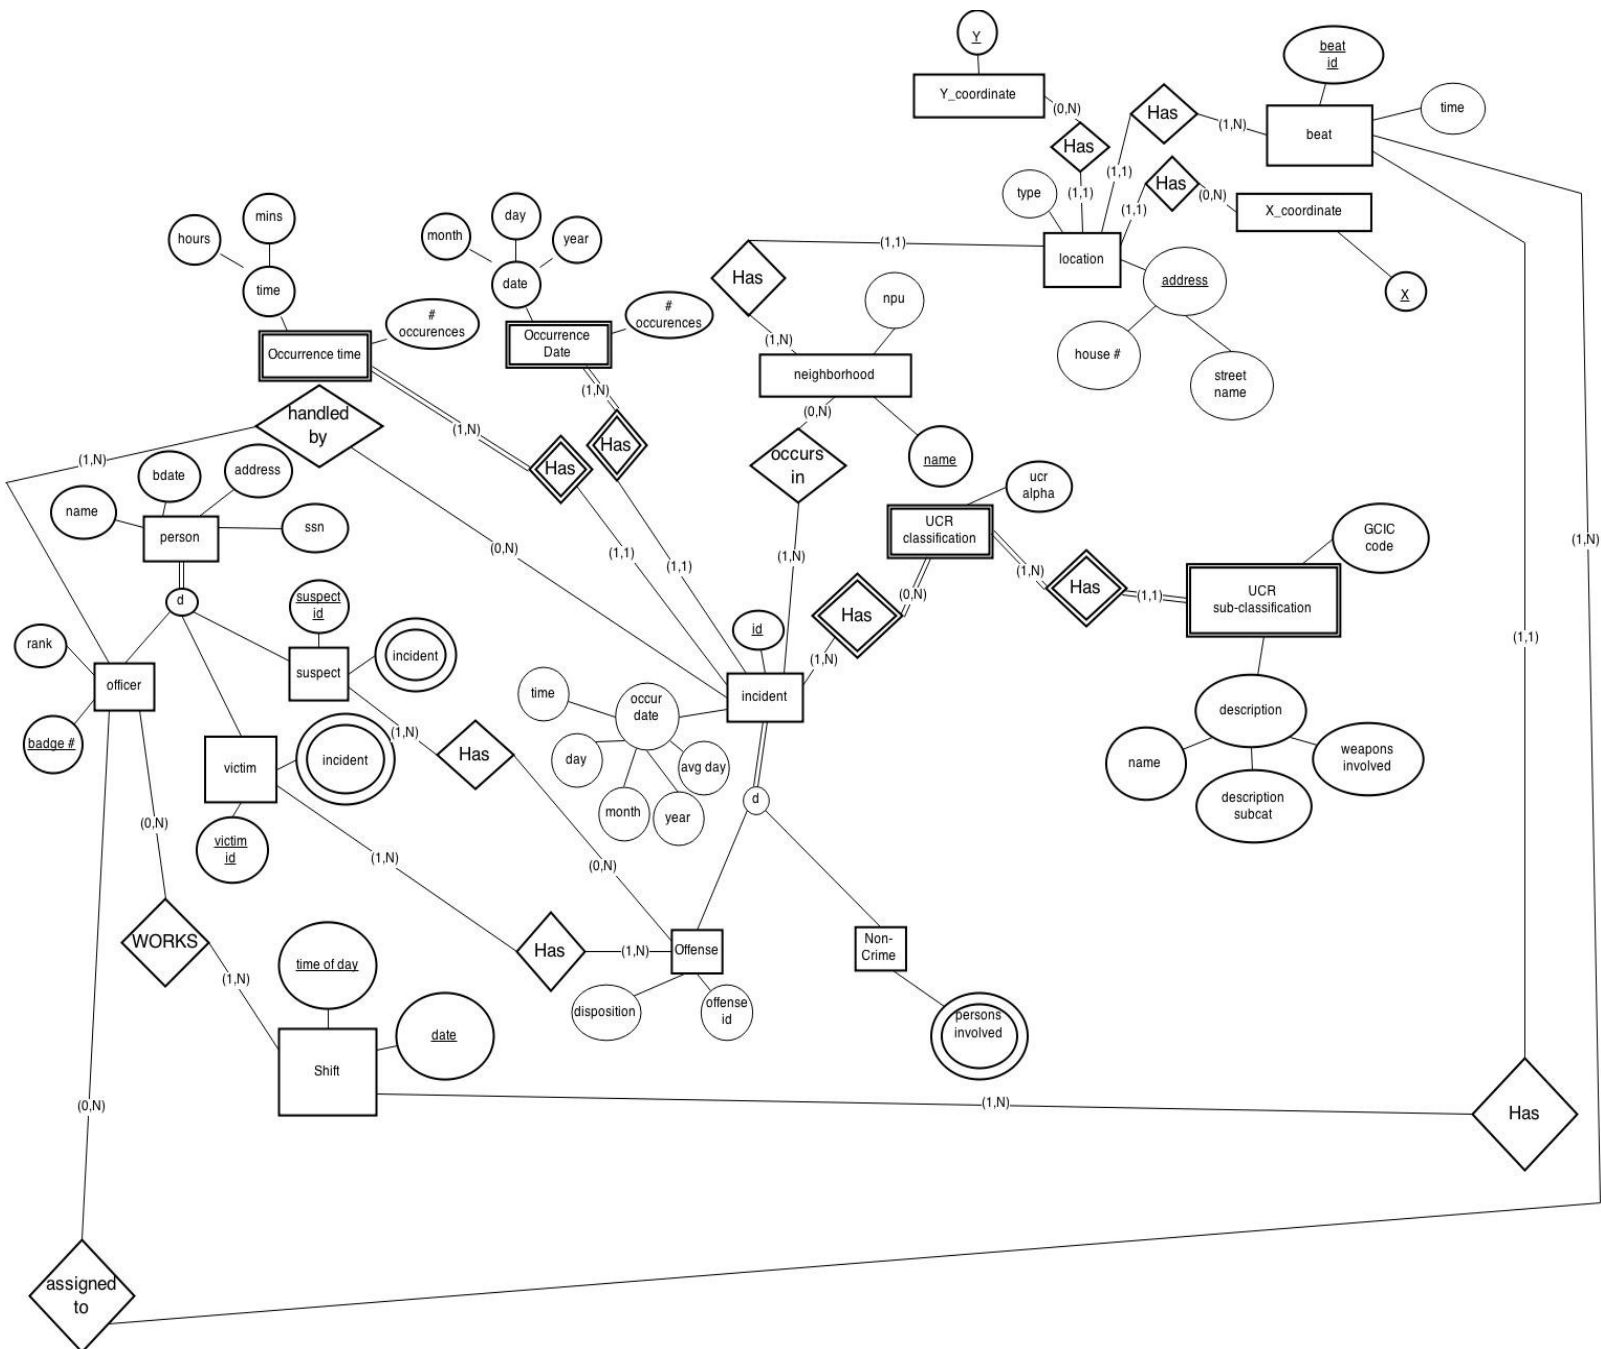 Y
beat
id
Y_coordinate
(0,N)
Has
(1,N)
time
beat
Has
(1,1)
(1,1)
Has
(0,N)
X_coordinate
type
(1,1)
mins
hours
day
month
year
time
date
(1,1)
location
Has
address
X
npu
#
occurences
#
occurences
Occurrence time
Occurrence
Date
(1,N)
neighborhood
house #
street
name
(1,N)
(0,N)
handled
by
(1,N)
Has
Has
occurs
in
name
(1,N)
bdate
address
name
ssn
person
ucr
alpha
UCR
classification
GCIC
code
(0,N)
(1,1)
(1,1)
(1,N)
(1,N)
(1,N)
Has
(1,1)
UCR
sub-classification
(0,N)
Has
d
suspect
id
id
(1,N)
(1,1)
rank
incident
suspect
officer
incident
time
occur
date
description
badge #
(1,N)
Has
victim
incident
day
avg day
name
weapons
involved
month
year
d
description
subcat
(0,N)
victim
id
(1,N)
(0,N)
WORKS
Has
(1,N)
Offense
Non-
Crime
time of day
(1,N)
disposition
offense
id
persons
involved
date
Shift
(0,N)
(1,N)
Has
assigned
to